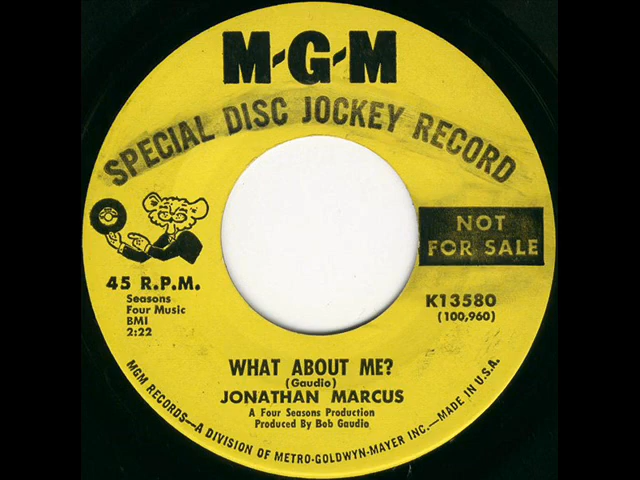 M-G-M
SPECIAL DISC JOCKEY RECORD
NOT
FOR SALE
45 R.P.M.
Seasons
Four Music
BMI
2:22
K13580
(100,960)
WHAT ABOUT ME?
(Gaudio)
JONATHAN MARCUS
A Four Seasons Production
Produced By Bob Gaudio
MGM RECORDS—A DIVISION OF METRO-GOLDWYN-MAYER INC.—MADE IN U.S.A.